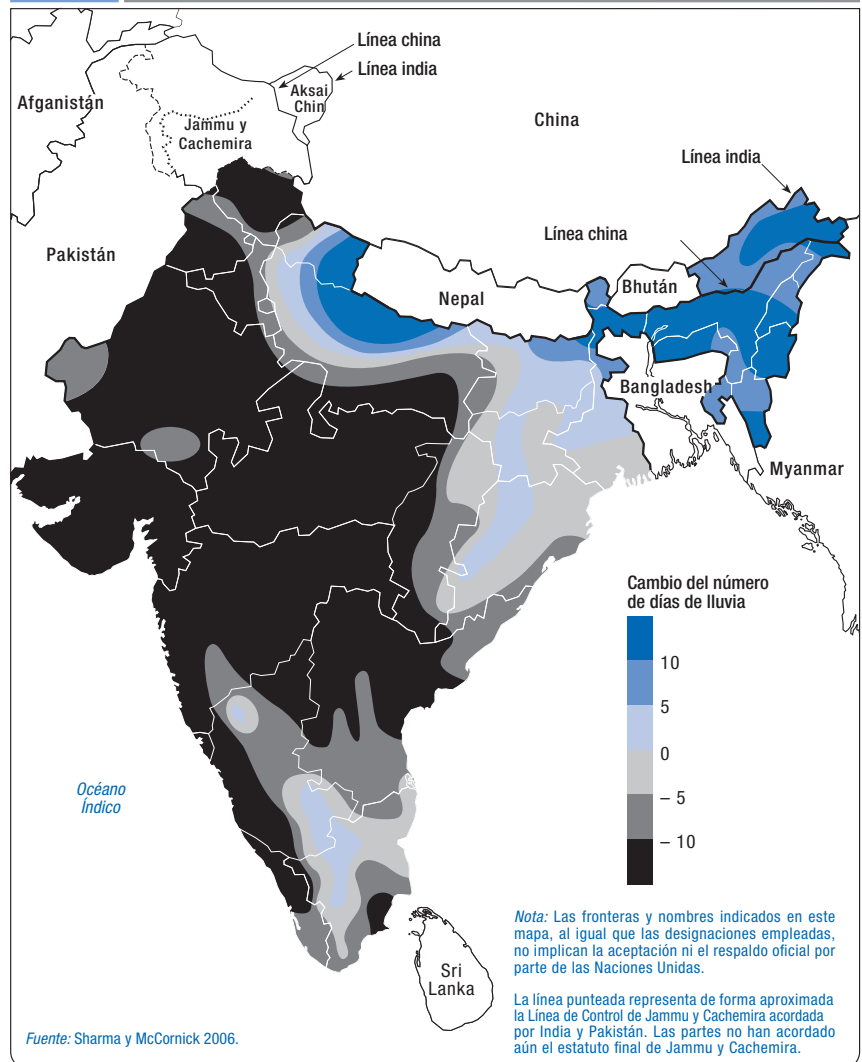 Línea china
Línea india
Afganistán
Aksai
Chin
Jammu y
Cachemira
China
Línea india
Línea china
Pakistán
Nepal
Bhután
Bangladesh
Myanmar
Cambio del número
de días de lluvia
10
5
0
– 5
– 10
Océano
Índico
Sri
Lanka
Nota: Las fronteras y nombres indicados en este
mapa, al igual que las designaciones empleadas,
no implican la aceptación ni el respaldo oficial por
parte de las Naciones Unidas.
La línea punteada representa de forma aproximada
la Línea de Control de Jammu y Cachemira acordada
por India y Pakistán. Las partes no han acordado
aún el estatuto final de Jammu y Cachemira.
Fuente: Sharma y McCornick 2006.